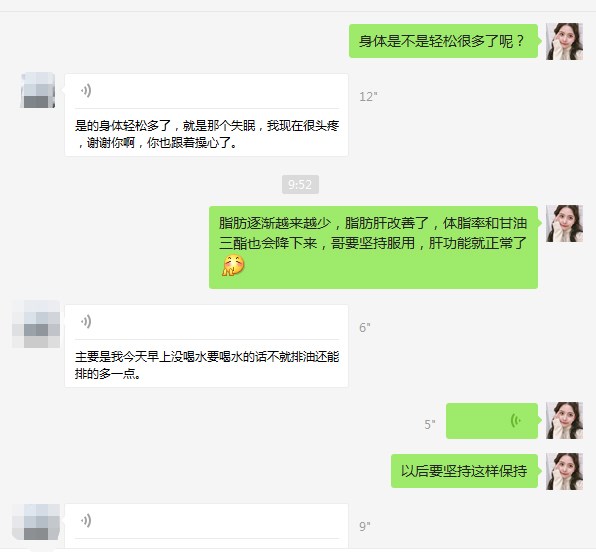 身体是不是轻松很多了呢？
12"
是的身体轻松多了，就是那个失眠，我现在很头疼
，谢谢你啊，你也跟着操心了。
9:52
脂肪逐渐越来越少，脂肪肝改善了，体脂率和甘油
三酯也会降下来，哥要坚持服用，肝功能就正常了
6"
主要是我今天早上没喝水要喝水的话不就排油还能
排的多一点。
5"
以后要坚持这样保持
9"